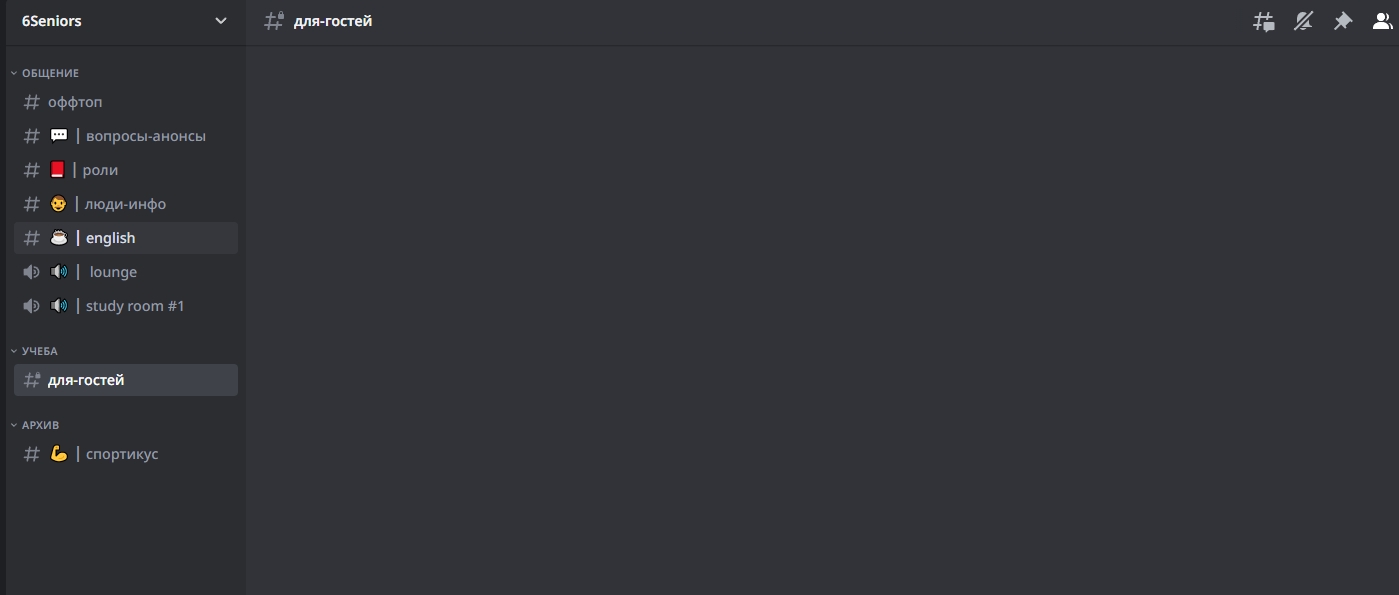 6Seniors
для-гостей
ОБЩЕНИЕ
оффтоп
| вопросы-анонсы
| роли
| люди-инфо
| english
| lounge
| study room #1
УЧЕБА
для-гостей
АРХИВ
| спортикус